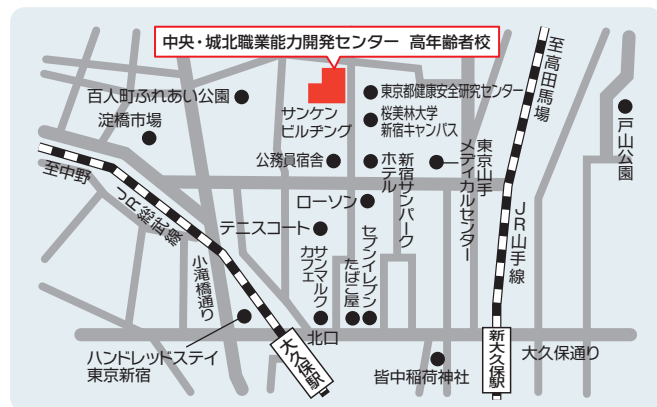 中央・城北職業能力開発センター 高年齢者校
至高田馬場
百人町ふれあい公園
淀橋市場
サンケン
ビルヂング
東京都健康安全研究センター
桜美林大学
新宿キャンパス
戸山公園
公務員宿舎
ホテル
新宿サンパーク
東京山手
メディカルセンター
至中野
JR総武線
ローソン
テニスコート
JR山手線
小滝橋通り
サンマルク
カフェ
たばこ屋
セブンイレブン
北口
ハンドレッドステイ
東京新宿
大久保駅
皆中稲荷神社
新大久保駅
大久保通り